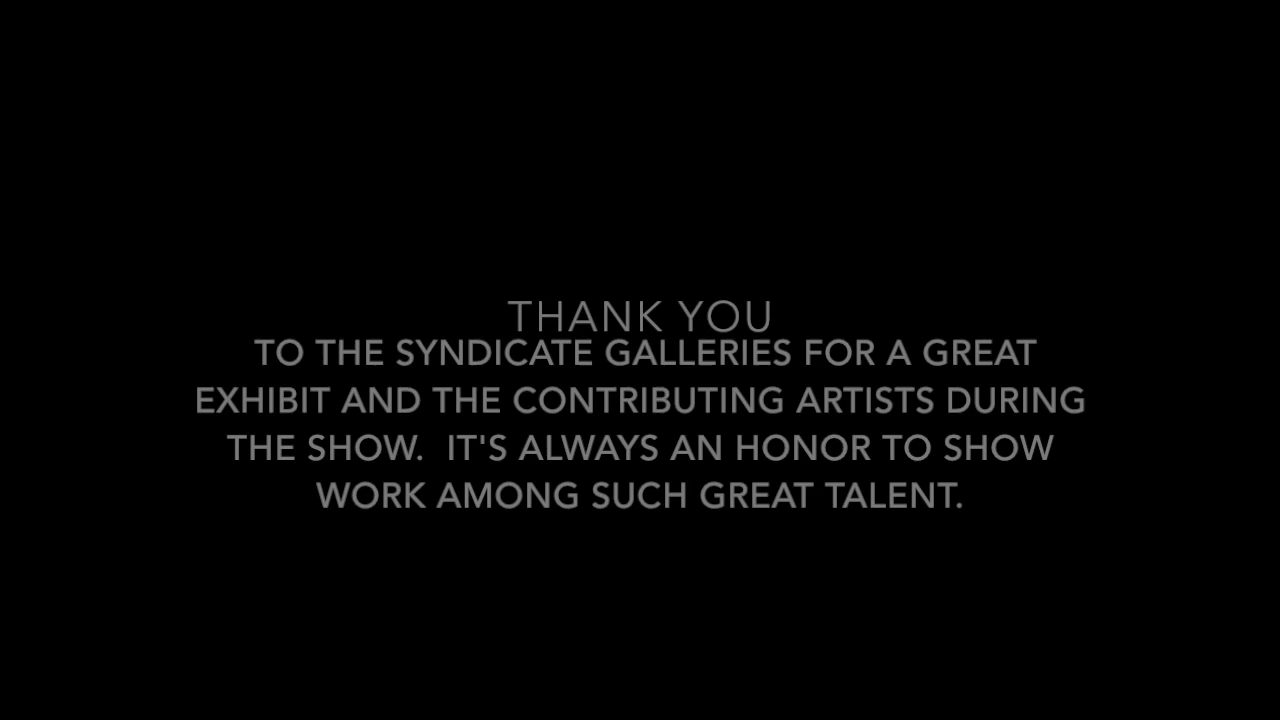 THANK YOU
TO THE SYNDICATE GALLERIES FOR A GREAT
EXHIBIT AND THE CONTRIBUTING ARTISTS DURING
THE SHOW.  IT'S ALWAYS AN HONOR TO SHOW
WORK AMONG SUCH GREAT TALENT.